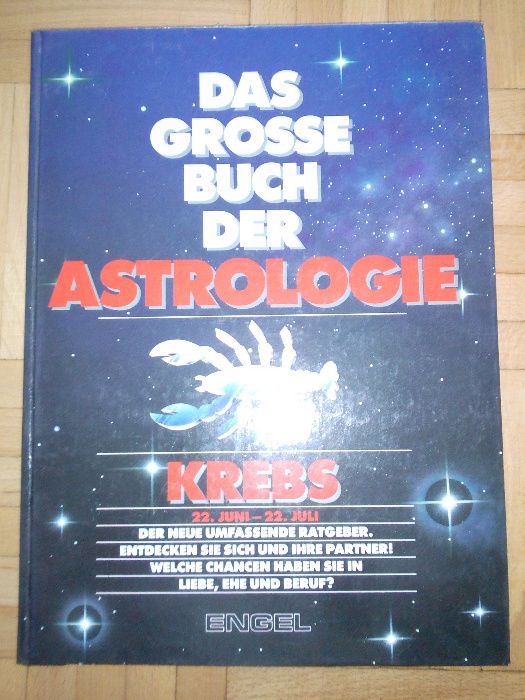 DAS
GROSSE
BUCH
DER
ASTROLOGIE
KREBS
22. JUNI – 22. JULI
DER NEUE UMFASSENDE RATGEBER.
ENTDECKEN SIE SICH UND IHRE PARTNER!
WELCHE CHANCEN HABEN SIE IN
LIEBE, EHE UND BERUF?
ENGEL